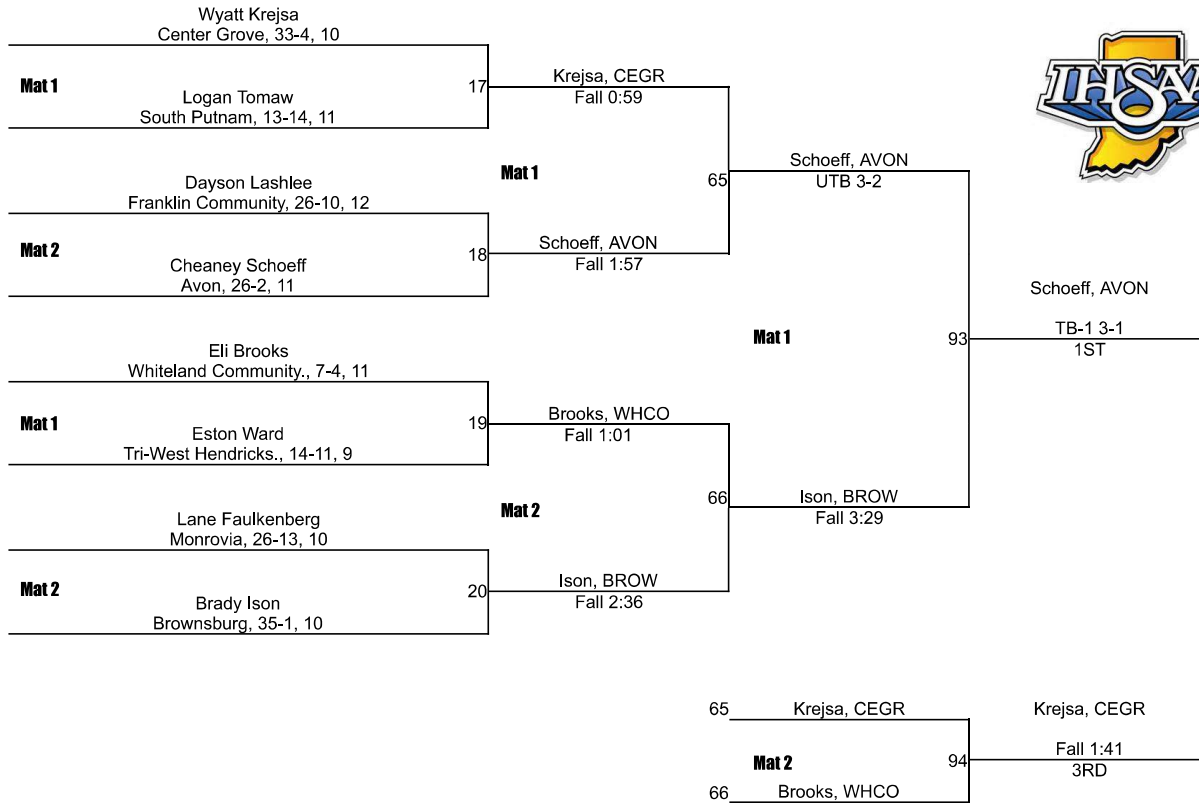 Wyatt Krejsa
Center Grove, 33-4, 10
Mat 1
17
Logan Tomaw
South Putnam, 13-14, 11
Krejsa, CEGR
Fall 0:59
Mat 1
65
Dayson Lashlee
Franklin Community, 26-10, 12
Mat 2
18
Cheaney Schoeff
Avon, 26-2, 11
Schoeff, AVON
Fall 1:57
Schoeff, AVON
UTB 3-2
IHSAA
Eli Brooks
Whiteland Community., 7-4, 11
Mat 1
19
Eston Ward
Tri-West Hendricks., 14-11, 9
Brooks, WHCO
Fall 1:01
Mat 2
66
Lane Faulkenberg
Monrovia, 26-13, 10
Mat 2
20
Brady Ison
Brownsburg, 35-1, 10
Ison, BROW
Fall 2:36
Ison, BROW
Fall 3:29
Mat 1
93
Schoeff, AVON
TB-1 3-1
1ST
65
Krejsa, CEGR
Mat 2
94
66
Brooks, WHCO
Krejsa, CEGR
Fall 1:41
3RD